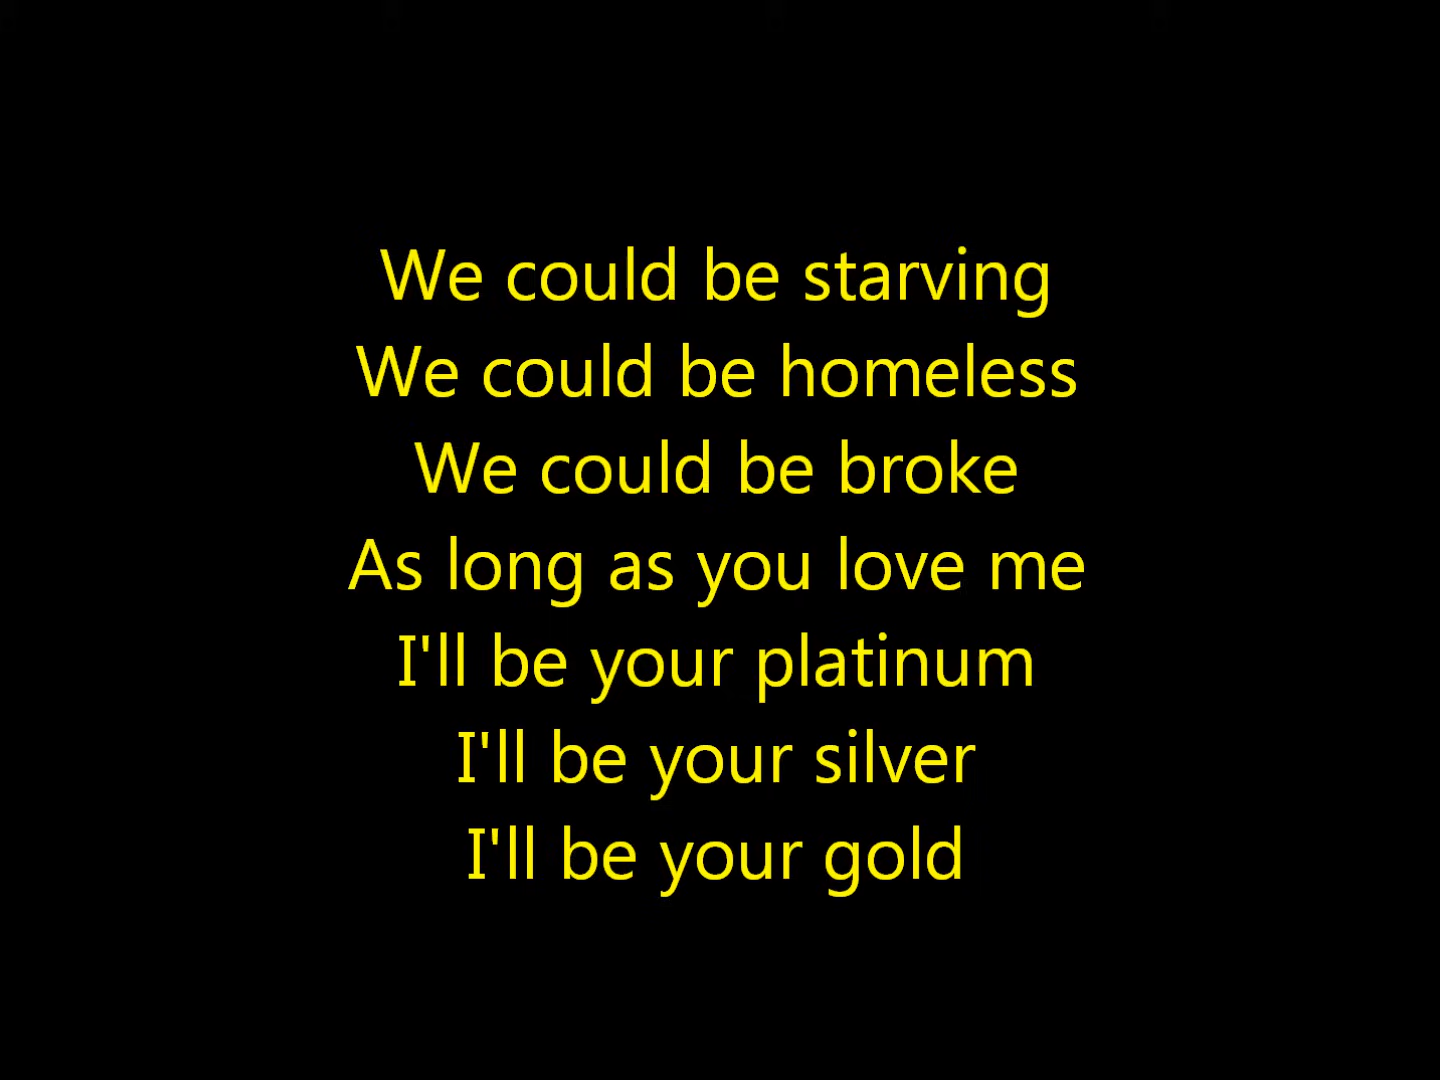 We could be starving
We could be homeless
We could be broke
As long as you love me
I'll be your platinum
I'll be your silver
I'll be your gold